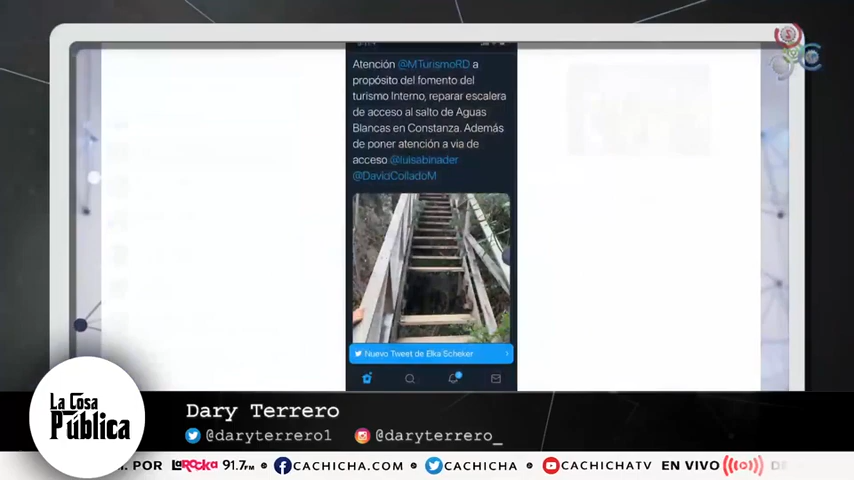 Atención @MTurismoRD a
propósito del fomento del
turismo Interno, reparar escalera
de acceso al salto de Aguas
Blancas en Constanza. Además
de poner atención a via de
acceso @luisabinader
@DavidColladoM
Nuevo Tweet de Elka Scheker
La Cosa
Pública
Dary Terrero
@daryterrero1 @daryterrero_
. POR LaROCKA 91.7FM CACHICHA.COM CACHICHA CACHICHATV EN VIVO